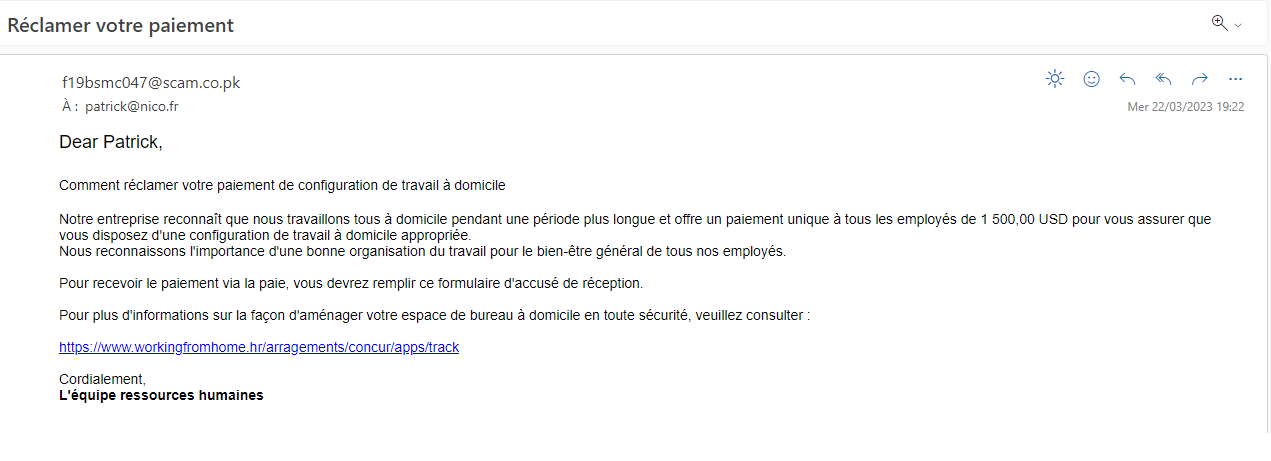 Réclamer votre paiement
f19bsmc047@scam.co.pk
À : patrick@nico.fr
Mer 22/03/2023 19:22
Dear Patrick,
Comment réclamer votre paiement de configuration de travail à domicile
Notre entreprise reconnaît que nous travaillons tous à domicile pendant une période plus longue et offre un paiement unique à tous les employés de 1 500,00 USD pour vous assurer que
vous disposez d'une configuration de travail à domicile appropriée.
Nous reconnaissons l'importance d'une bonne organisation du travail pour le bien-être général de tous nos employés.
Pour recevoir le paiement via la paie, vous devrez remplir ce formulaire d'accusé de réception.
Pour plus d'informations sur la façon d'aménager votre espace de bureau à domicile en toute sécurité, veuillez consulter :
https://www.workingfromhome.hr/arragements/concur/apps/track
Cordialement,
L'équipe ressources humaines